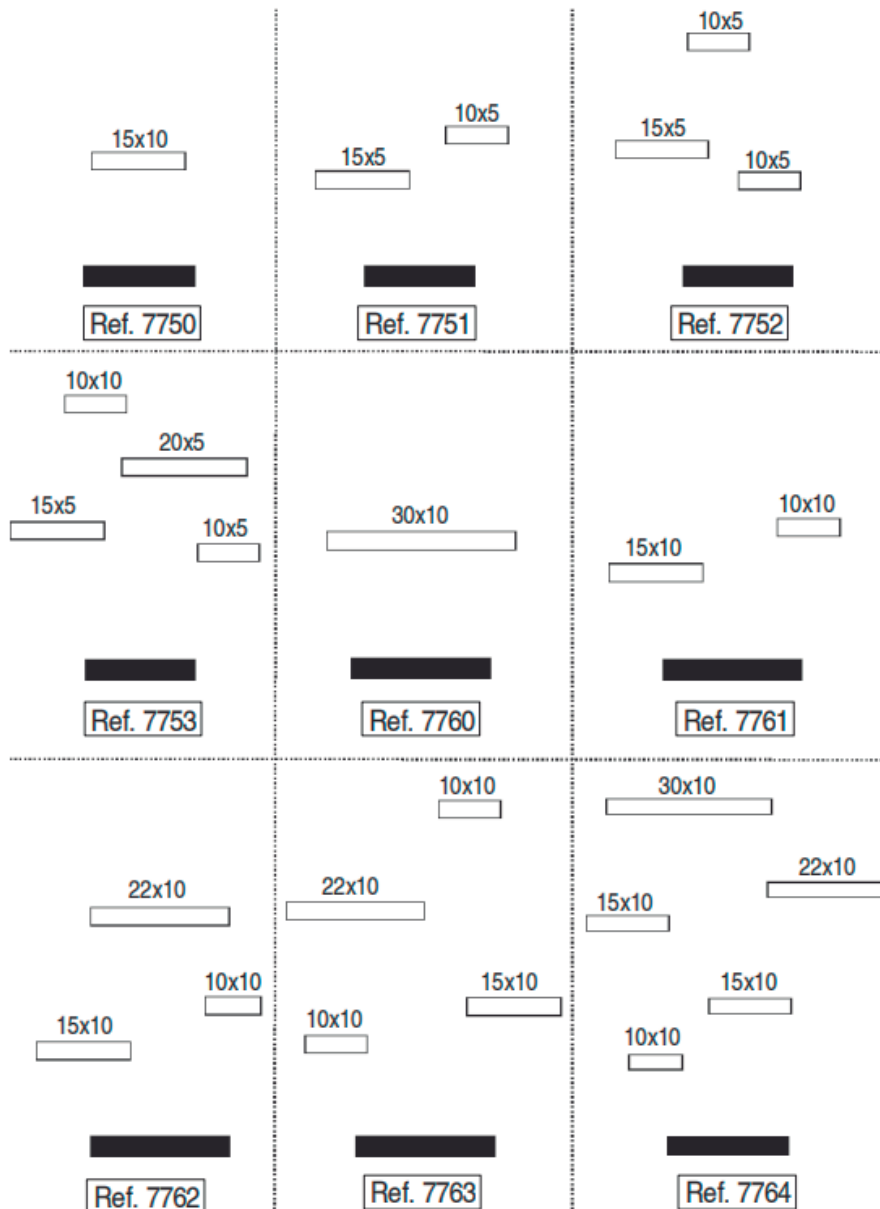 15x10
Ref. 7750
10x5
15x5
Ref. 7751
10x5
15x5
10x5
Ref. 7752
10x10
20x5
15x5
10x5
Ref. 7753
30x10
Ref. 7760
10x10
15x10
Ref. 7761
22x10
10x10
15x10
Ref. 7762
10x10
22x10
15x10
10x10
Ref. 7763
30x10
22x10
15x10
15x10
10x10
Ref. 7764